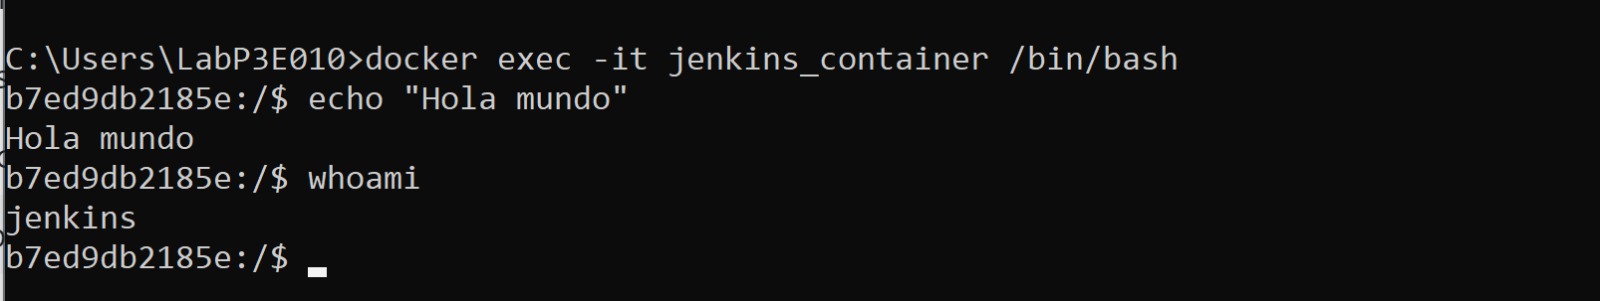 C:\Users\LabP3E010>docker exec -it jenkins_container /bin/bash
b7ed9db2185e:/$ echo "Hola mundo"
Hola mundo
b7ed9db2185e:/$ whoami
jenkins
b7ed9db2185e:/$